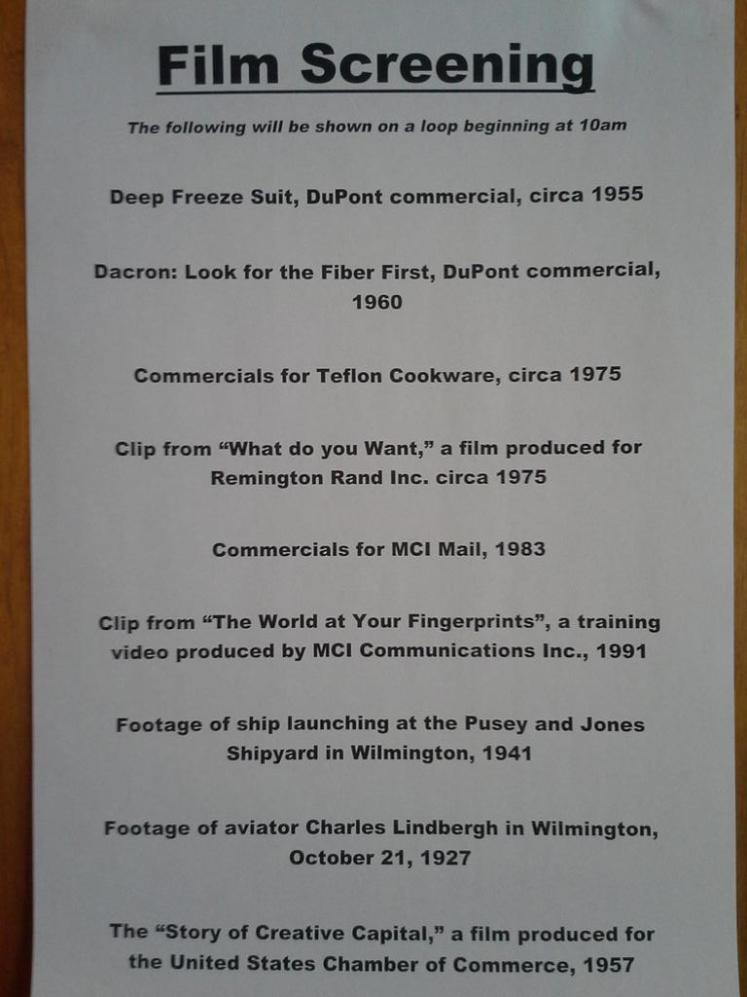 Film Screening
The following will be shown on a loop beginning at 10am
Deep Freeze Suit, DuPont commercial, circa 1955
Dacron: Look for the Fiber First, DuPont commercial,
1960
Commercials for Teflon Cookware, circa 1975
Clip from “What do you Want,” a film produced for
Remington Rand Inc. circa 1975
Commercials for MCI Mail, 1983
Clip from “The World at Your Fingerprints”, a training
video produced by MCI Communications Inc., 1991
Footage of ship launching at the Pusey and Jones
Shipyard in Wilmington, 1941
Footage of aviator Charles Lindbergh in Wilmington,
October 21, 1927
The “Story of Creative Capital,” a film produced for
the United States Chamber of Commerce, 1957